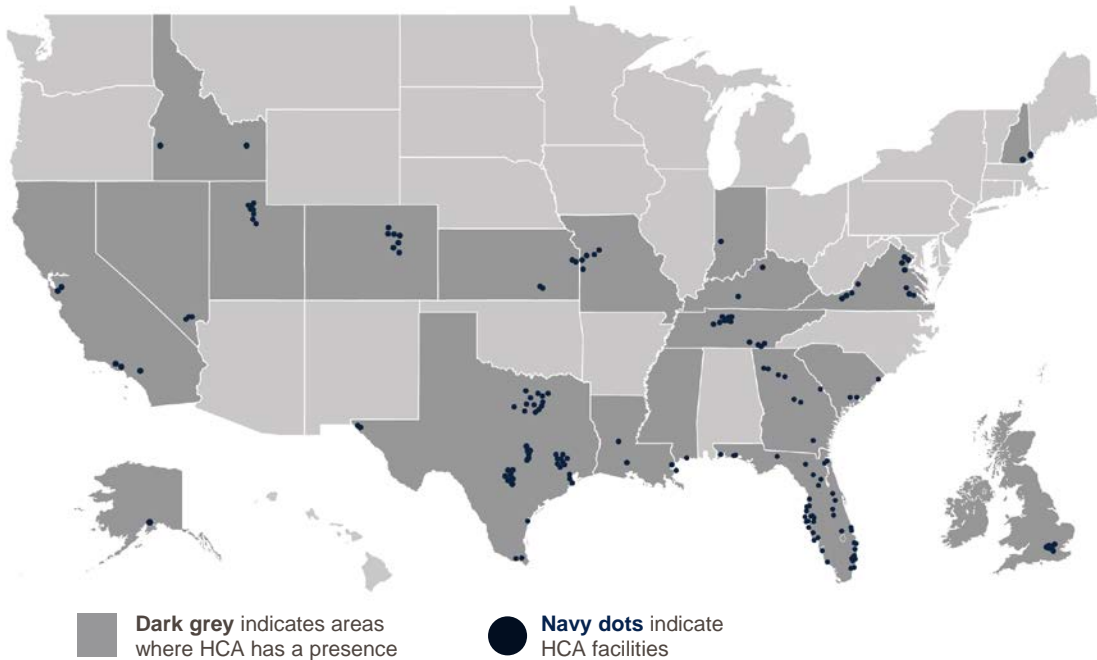 Dark grey indicates areas
where HCA has a presence
Navy dots indicate
HCA facilities